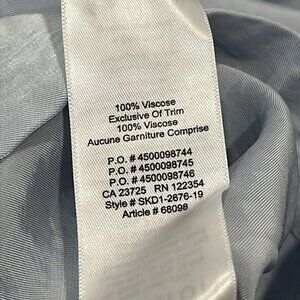 100% Viscose
Exclusive Of Trim
100% Viscose
Aucune Garniture Comprise
P.O. # 4500098744
P.O. # 4500098745
P.O. # 4500098746
CA 23725 RN 122354
Style # SKD1-2676-19
Article # 68098